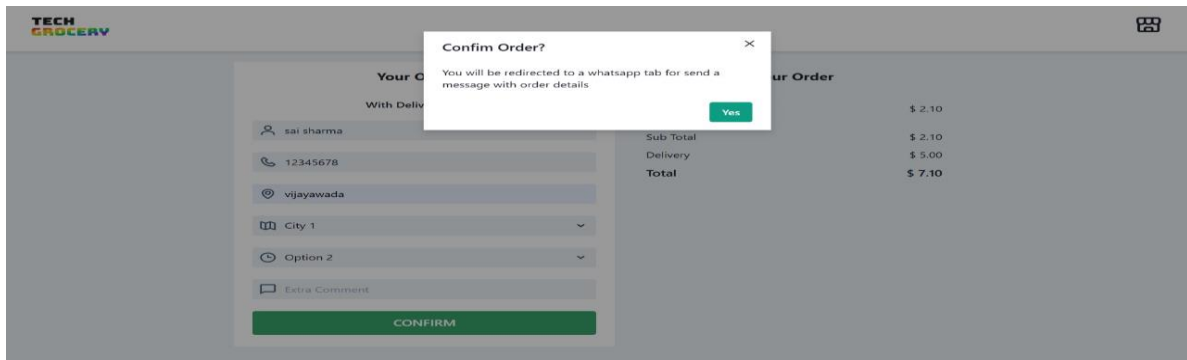 TECH
GROCERY
Confim Order?
You will be redirected to a whatsapp tab for send a
message with order details
Yes
Your O
ur Order
With Deliv
$ 2.10
sai sharma
Sub Total $ 2.10
12345678
Delivery $ 5.00
Total $ 7.10
vijayawada
City 1
Option 2
Extra Comment
CONFIRM